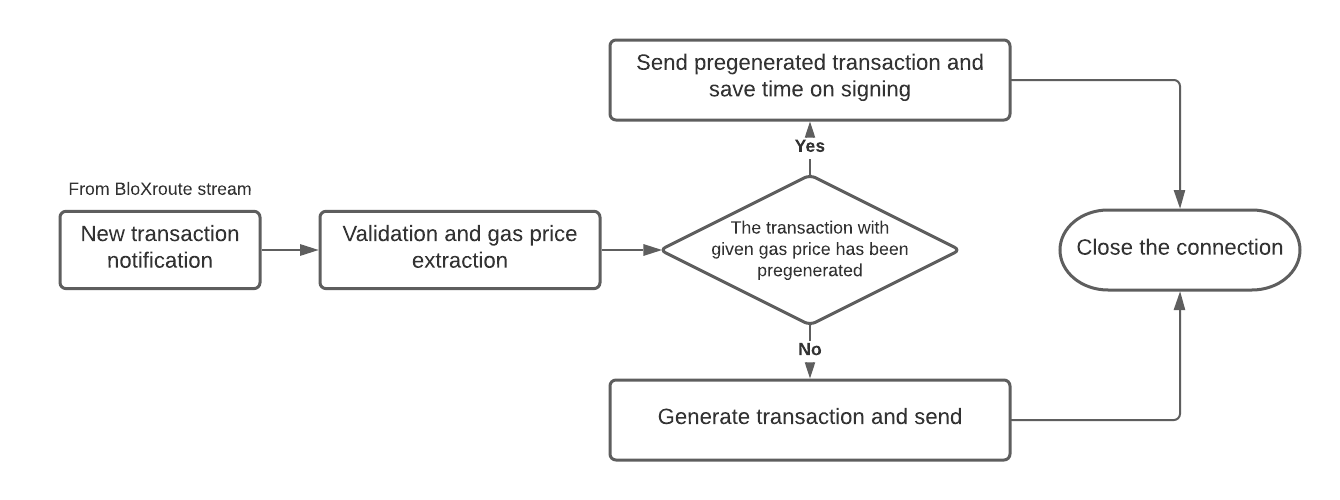 Send pregenerated transaction and
save time on signing
Yes
From BloXroute stream
New transaction
notification
Validation and gas price
extraction
The transaction with
given gas price has been
pregenerated
Close the connection
No
Generate transaction and send